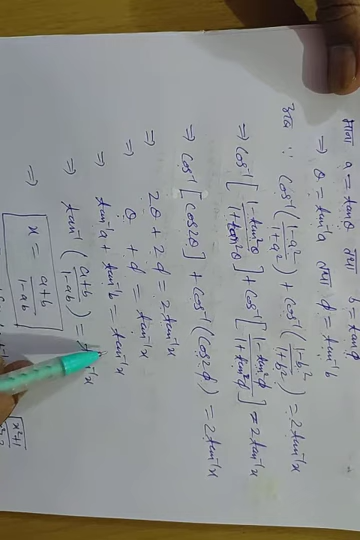 माना a = tanθ तथा b = tanϕ
⇒ θ = tan⁻¹a तथा ϕ = tan⁻¹b
∵ cos⁻¹((1-a²)/(1+a²)) + cos⁻¹((1-b²)/(1+b²)) = 2tan⁻¹x
⇒ cos⁻¹[(1-tan²θ)/(1+tan²θ)] + cos⁻¹[(1-tan²ϕ)/(1+tan²ϕ)] = 2tan⁻¹x
⇒ cos⁻¹[cos2θ] + cos⁻¹(cos2ϕ) = 2tan⁻¹x
⇒ 2θ + 2ϕ = 2tan⁻¹x
⇒ θ + ϕ = tan⁻¹x
⇒ tan⁻¹a + tan⁻¹b = tan⁻¹x
⇒ tan⁻¹((a+b)/(1-ab)) = tan⁻¹x
⇒ x = (a+b)/(1-ab)